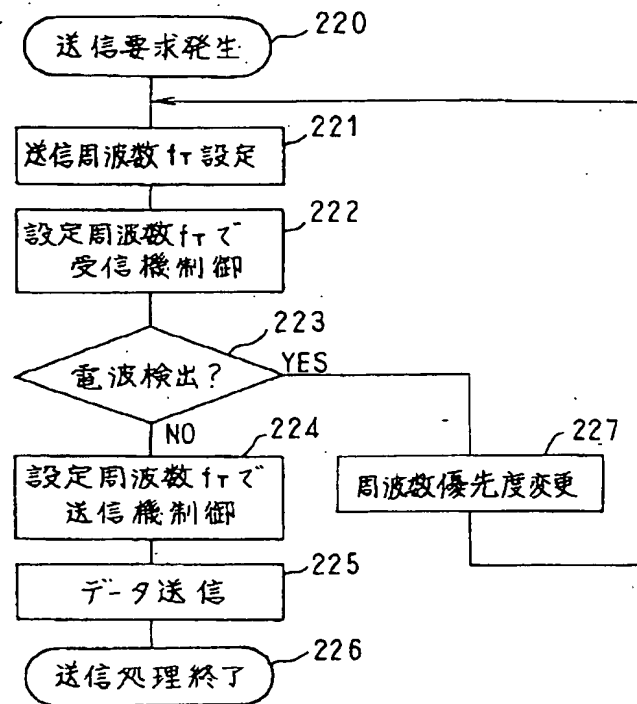 送信要求発生
220
送信周波数fT設定
221
設定周波数fTで
受信機制御
222
電波検出?
223
YES
NO
設定周波数fTで
送信機制御
224
周波数優先度変更
227
データ送信
225
送信処理終了
226